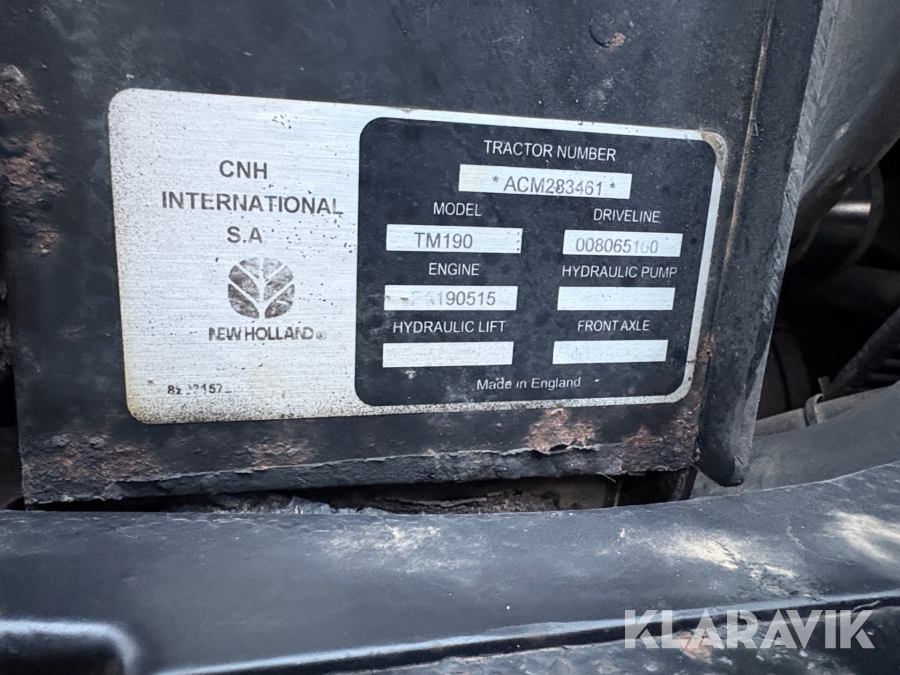 CNH
INTERNATIONAL
S.A
NEW HOLLAND ®
TRACTOR NUMBER
* ACM283461 *
MODEL
DRIVELINE
TM190
008065160
ENGINE
HYDRAULIC PUMP
HYDRAULIC LIFT
FRONT AXLE
Made in England
KLARAVIK